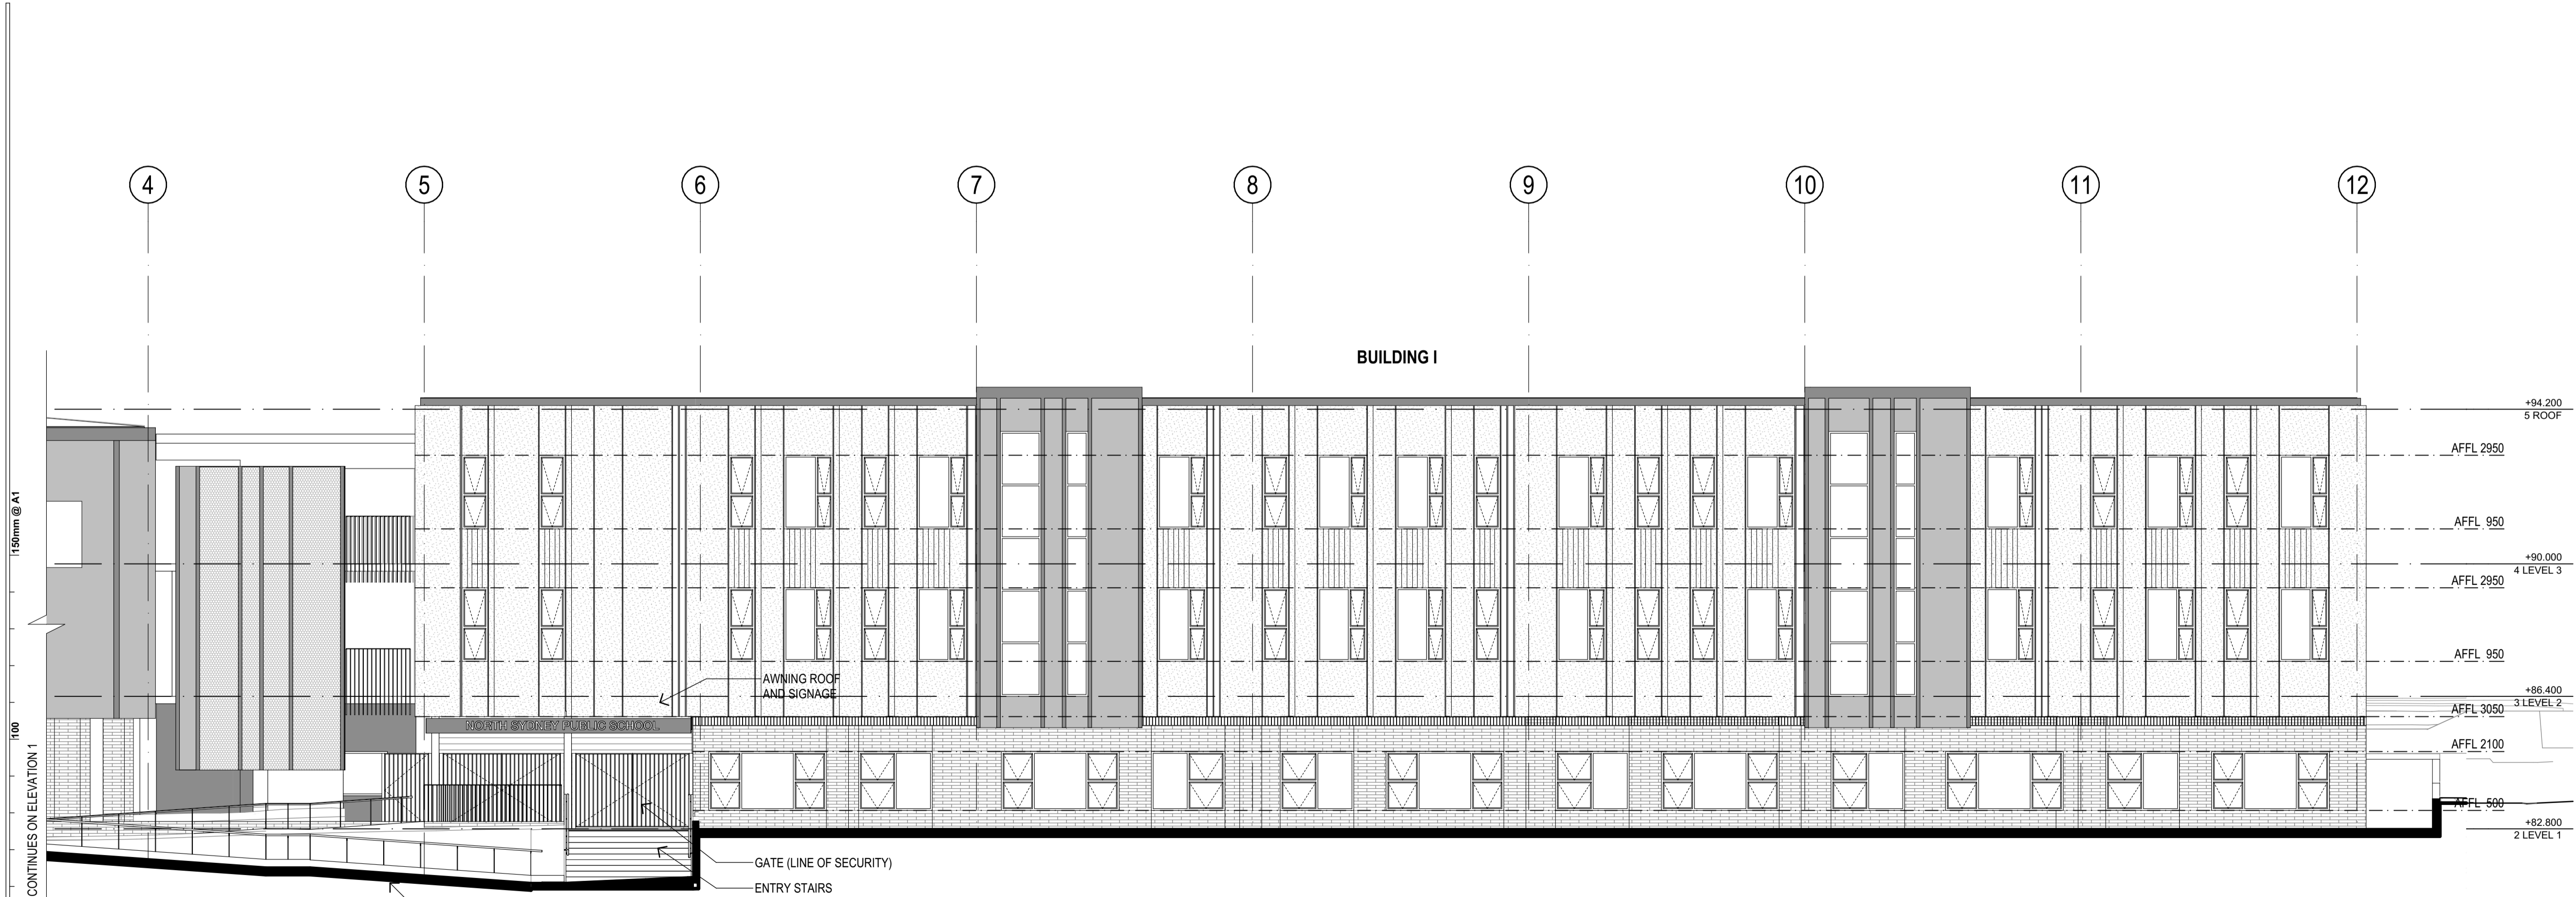 4
5
6
7
8
9
10
11
12
BUILDING I
+94.200
5 ROOF
AFFL 2950
AFFL 950
+90.000
4 LEVEL 3
AFFL 2950
AFFL 950
+86.400
3 LEVEL 2
AFFL 3050
AFFL 2100
AFFL 500
+82.800
2 LEVEL 1
AWNING ROOF
AND SIGNAGE
NORTH SYDNEY PUBLIC SCHOOL
GATE (LINE OF SECURITY)
ENTRY STAIRS
150mm @ A1
100
CONTINUES ON ELEVATION 1